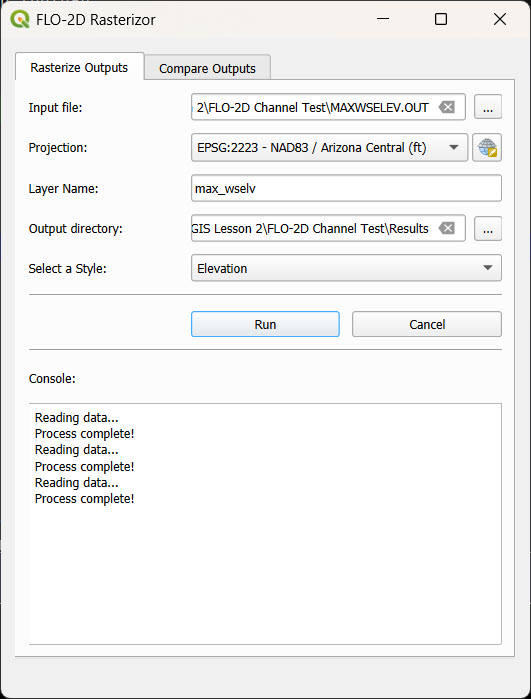 FLO-2D Rasterizor
Rasterize Outputs
Compare Outputs
Input file:
2\FLO-2D Channel Test\MAXWSELEV.OUT
...
Projection:
EPSG:2223 - NAD83 / Arizona Central (ft)
Layer Name:
max_wselv
Output directory:
GIS Lesson 2\FLO-2D Channel Test\Results
...
Select a Style:
Elevation
Run
Cancel
Console:
Reading data...
Process complete!
Reading data...
Process complete!
Reading data...
Process complete!